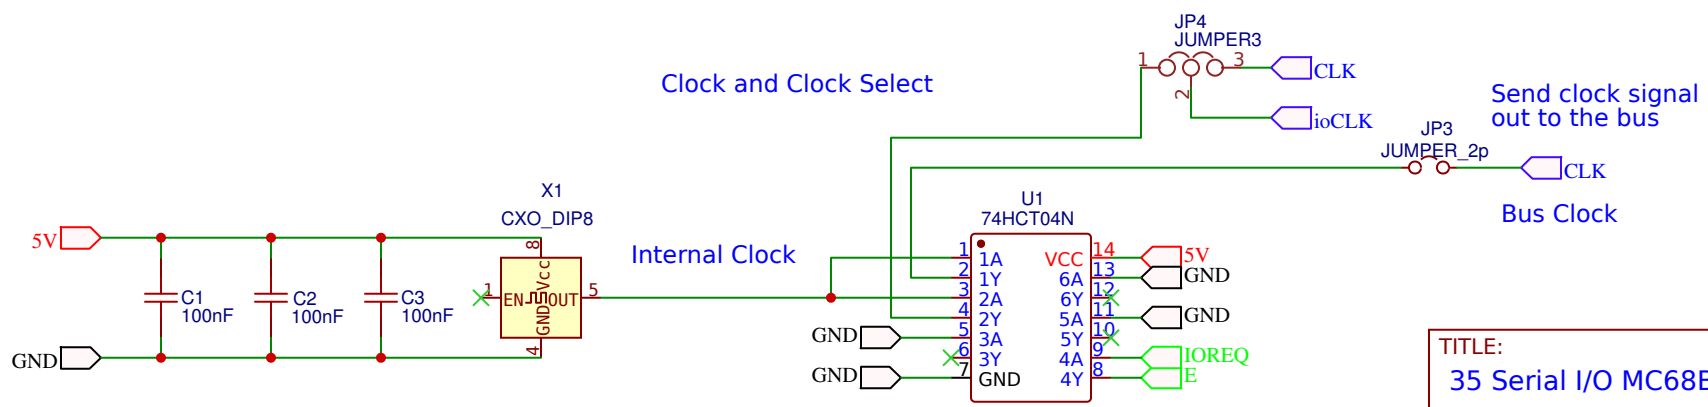 JP4
JUMPER3
1
3
CLK
2
ioCLK
Clock and Clock Select
Send clock signal
out to the bus
JP3
JUMPER_2p
CLK
Bus Clock
X1
CXO_DIP8
5V
8
Vcc
1
EN
OUT
5
GND
4
C1
100nF
C2
100nF
C3
100nF
GND
Internal Clock
U1
74HCT04N
1 1A VCC 14 5V
2 1Y 6A 13 GND
3 2A 6Y 12
4 2Y 5A 11 GND
GND 5 3A 5Y 10
6 3Y 4A 9 IOREQ
GND 7 GND 4Y 8 E
TITLE:
35 Serial I/O MC68